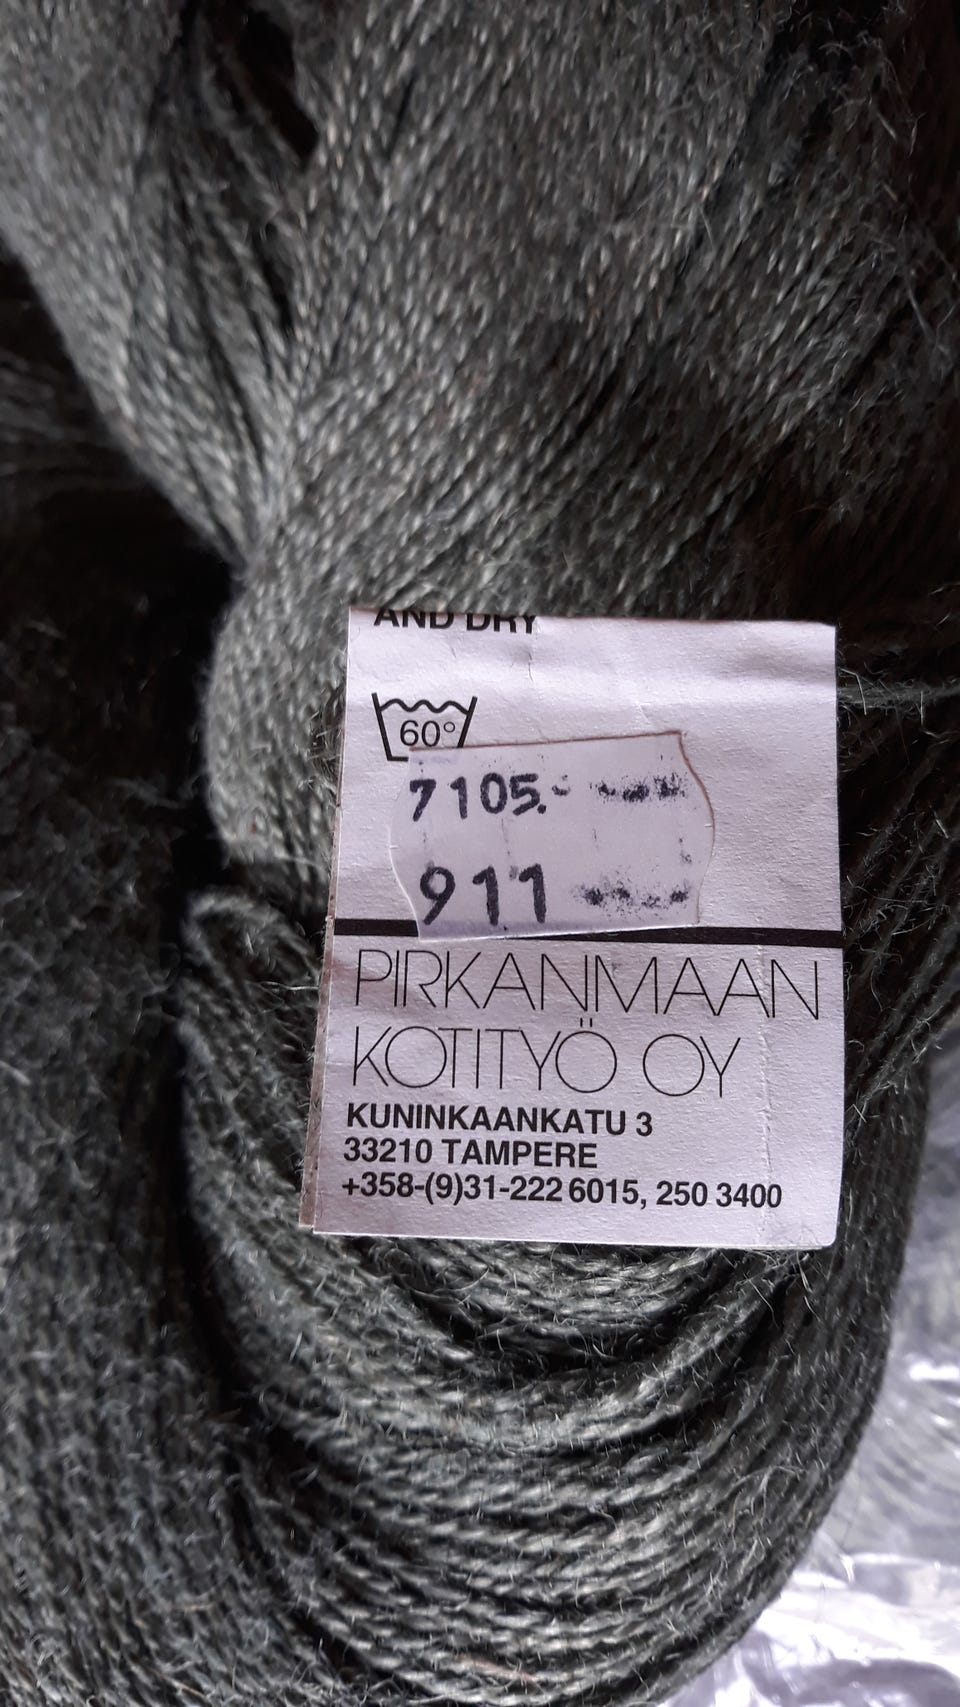 AND DRY
60°
7105.-
911
PIRKANMAAN
KOTITYÖ OY
KUNINKAANKATU 3
33210 TAMPERE
+358-(9)31-222 6015, 250 3400